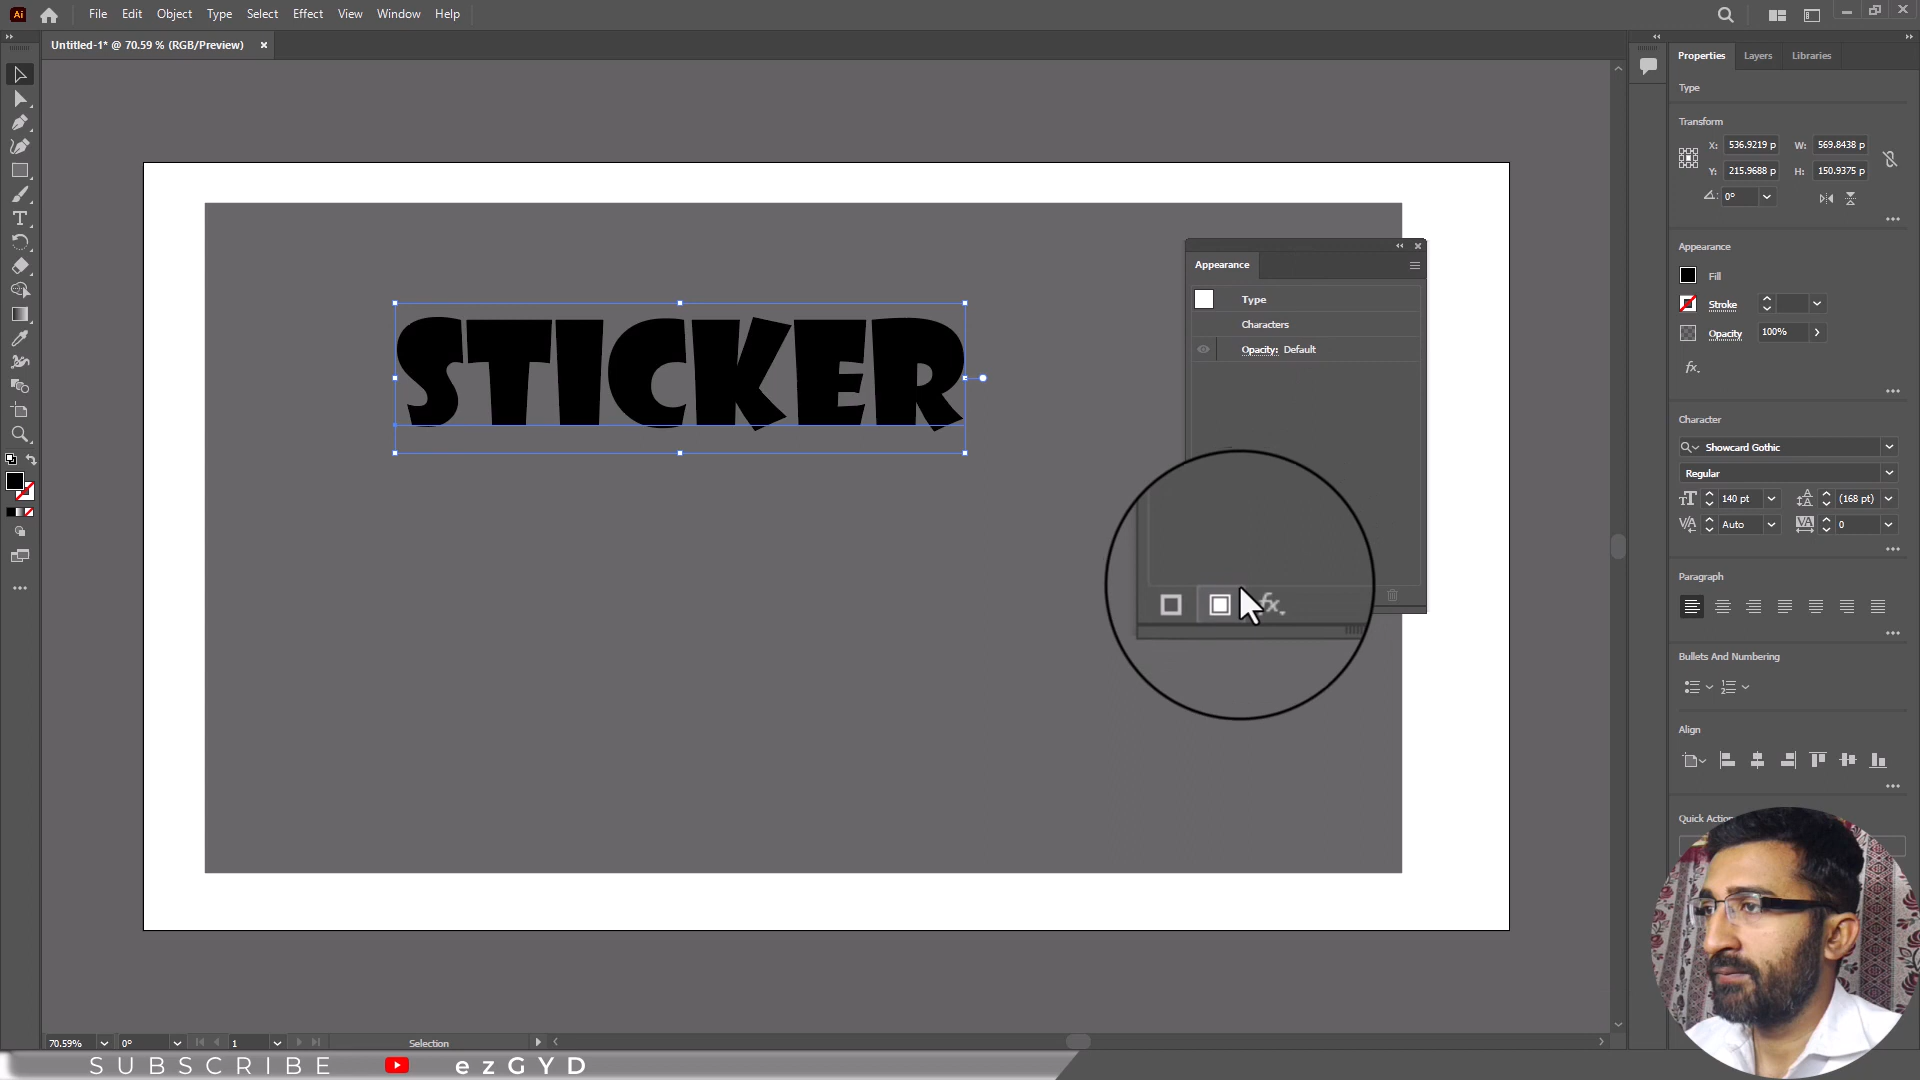 Ai File Edit Object Type Select Effect View Window Help
Untitled-1* @ 70.59 % (RGB/Preview)
Properties Layers Libraries
Type
Transform
X: 536.9219 p W: 569.8438 p
Y: 215.9688 p H: 150.9375 p
0°
Appearance
Fill
Stroke
Opacity 100%
fx.
Character
Showcard Gothic
Regular
140 pt (168 pt)
Auto 0
Paragraph
Bullets And Numbering
Align
STICKER
Appearance
Type
Characters
Opacity: Default
fx.
70.59% 0° 1 Selection
SUBSCRIBE ezGYD